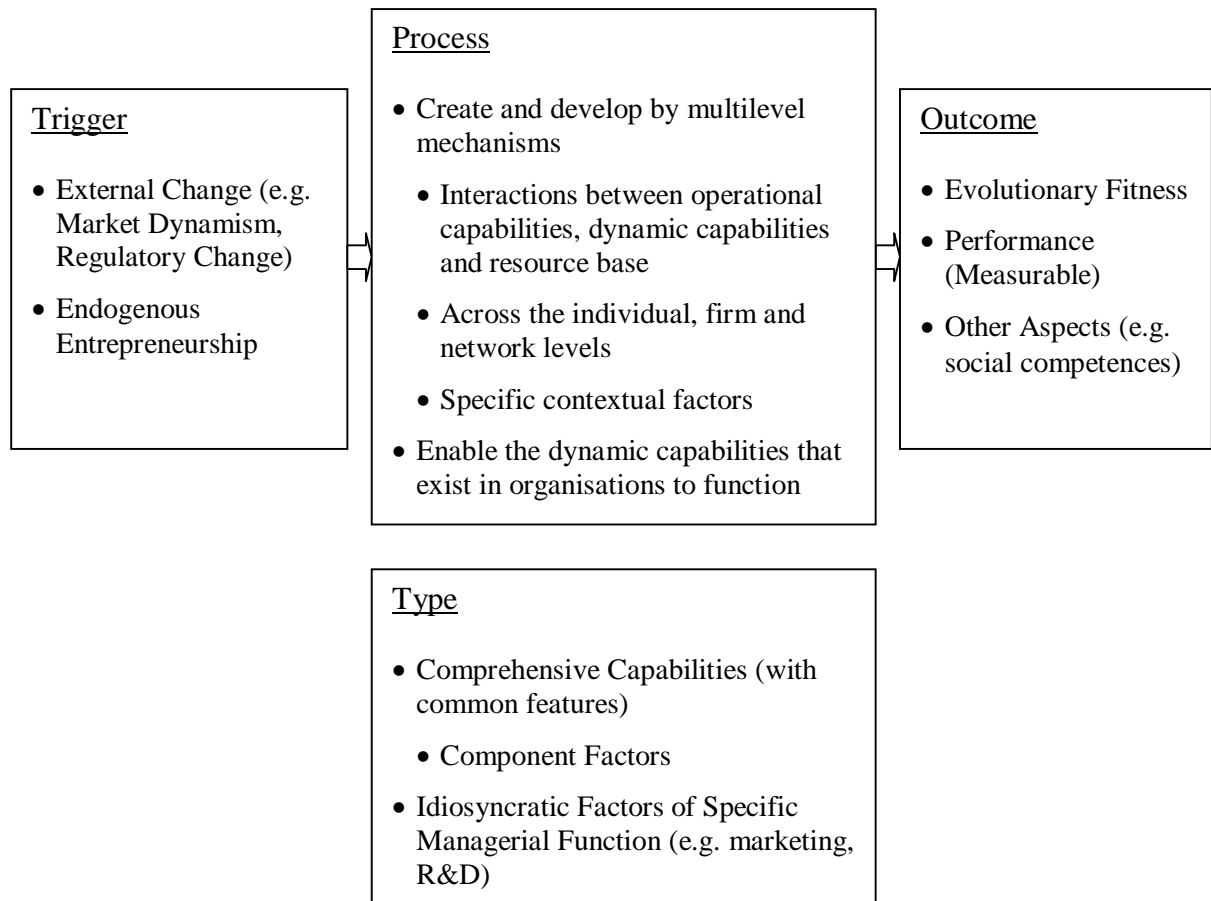 Trigger
• External Change (e.g.
Market Dynamism,
Regulatory Change)
• Endogenous
Entrepreneurship
Process
• Create and develop by multilevel
mechanisms
• Interactions between operational
capabilities, dynamic capabilities
and resource base
• Across the individual, firm and
network levels
• Specific contextual factors
• Enable the dynamic capabilities that
exist in organisations to function
Outcome
• Evolutionary Fitness
• Performance
(Measurable)
• Other Aspects (e.g.
social competences)
Type
• Comprehensive Capabilities (with
common features)
• Component Factors
• Idiosyncratic Factors of Specific
Managerial Function (e.g. marketing,
R&D)